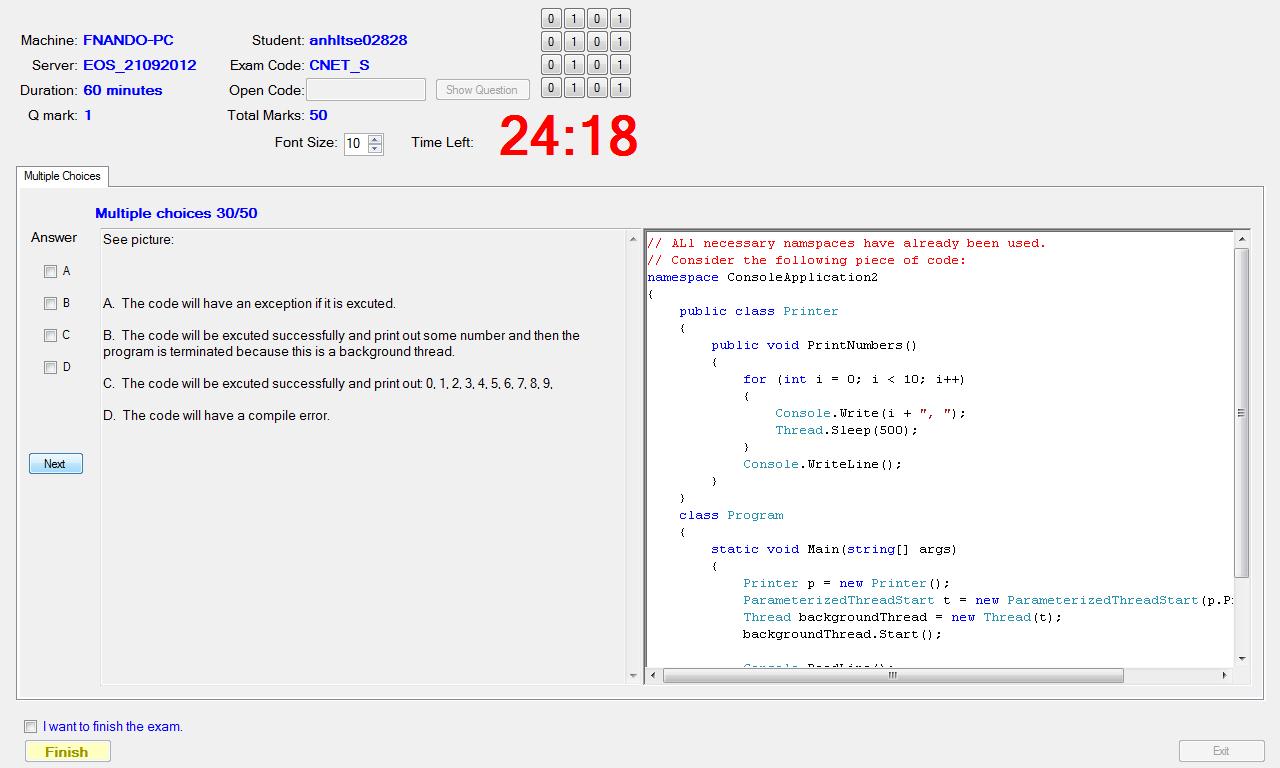 Machine: FNANDO-PC Student: anhltse02828
Server: EOS_21092012 Exam Code: CNET_S
Duration: 60 minutes Open Code: Show Question
Q mark: 1 Total Marks: 50
Font Size: 10 Time Left: 24:18
0 1 0 1
0 1 0 1
0 1 0 1
0 1 0 1
Multiple Choices
Multiple choices 30/50
Answer
A
B
C
D
Next
See picture:
A. The code will have an exception if it is excuted.
B. The code will be excuted successfully and print out some number and then the
program is terminated because this is a background thread.
C. The code will be excuted successfully and print out: 0, 1, 2, 3, 4, 5, 6, 7, 8, 9,
D. The code will have a compile error.
// All necessary namspaces have already been used.
// Consider the following piece of code:
namespace ConsoleApplication2
{
public class Printer
{
public void PrintNumbers()
{
for (int i = 0; i < 10; i++)
{
Console.Write(i + ", ");
Thread.Sleep(500);
}
Console.WriteLine();
}
}
class Program
{
static void Main(string[] args)
{
Printer p = new Printer();
ParameterizedThreadStart t = new ParameterizedThreadStart(p.P
Thread backgroundThread = new Thread(t);
backgroundThread.Start();
Console.ReadLine();
I want to finish the exam.
Finish
Exit